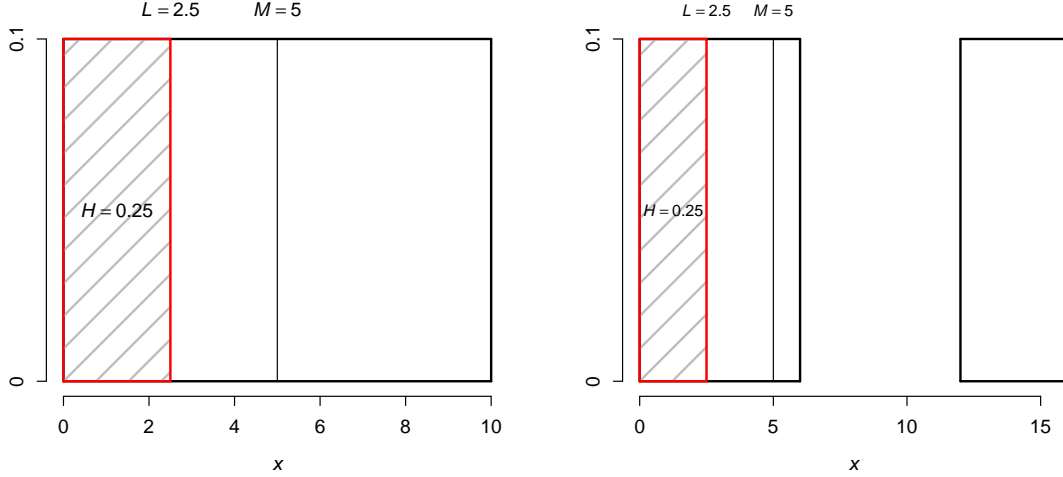 L = 2.5 M = 5
0.1
H = 0.25
0
0 2 4 6 8 10
x
L = 2.5 M = 5
0.1
H = 0.25
0
0 5 10 15
x